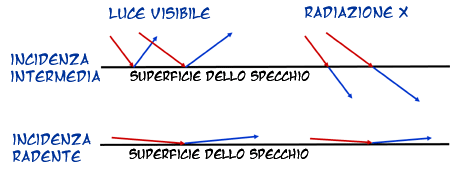 LUCE VISIBILE
RADIAZIONE X
INCIDENZA
INTERMEDIA
SUPERFICIE DELLO SPECCHIO
INCIDENZA
RADENTE
SUPERFICIE DELLO SPECCHIO